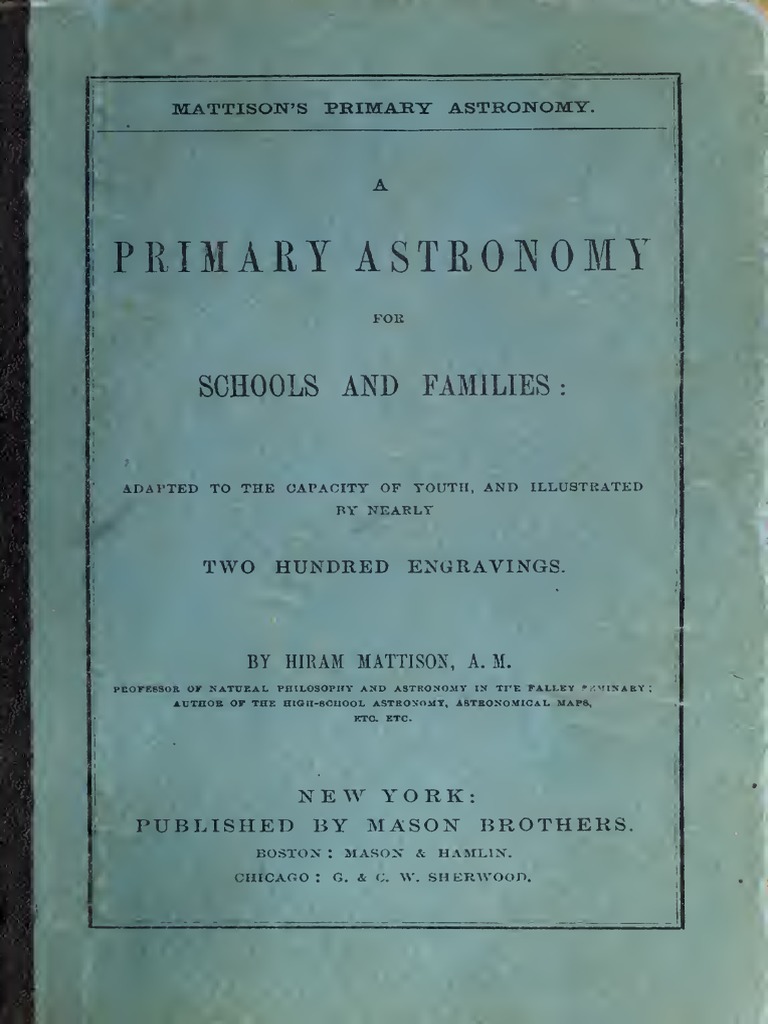 MATTISON'S PRIMARY ASTRONOMY.
A
PRIMARY ASTRONOMY
FOR
SCHOOLS AND FAMILIES:
ADAPTED TO THE CAPACITY OF YOUTH, AND ILLUSTRATED
BY NEARLY
TWO HUNDRED ENGRAVINGS.
BY HIRAM MATTISON, A. M.
PROFESSOR OF NATURAL PHILOSOPHY AND ASTRONOMY IN THE FALLEY SEMINARY;
AUTHOR OF THE HIGH-SCHOOL ASTRONOMY, ASTRONOMICAL MAPS,
ETC. ETC.
NEW YORK:
PUBLISHED BY MASON BROTHERS.
BOSTON: MASON & HAMLIN.
CHICAGO: G. & C. W. SHERWOOD.